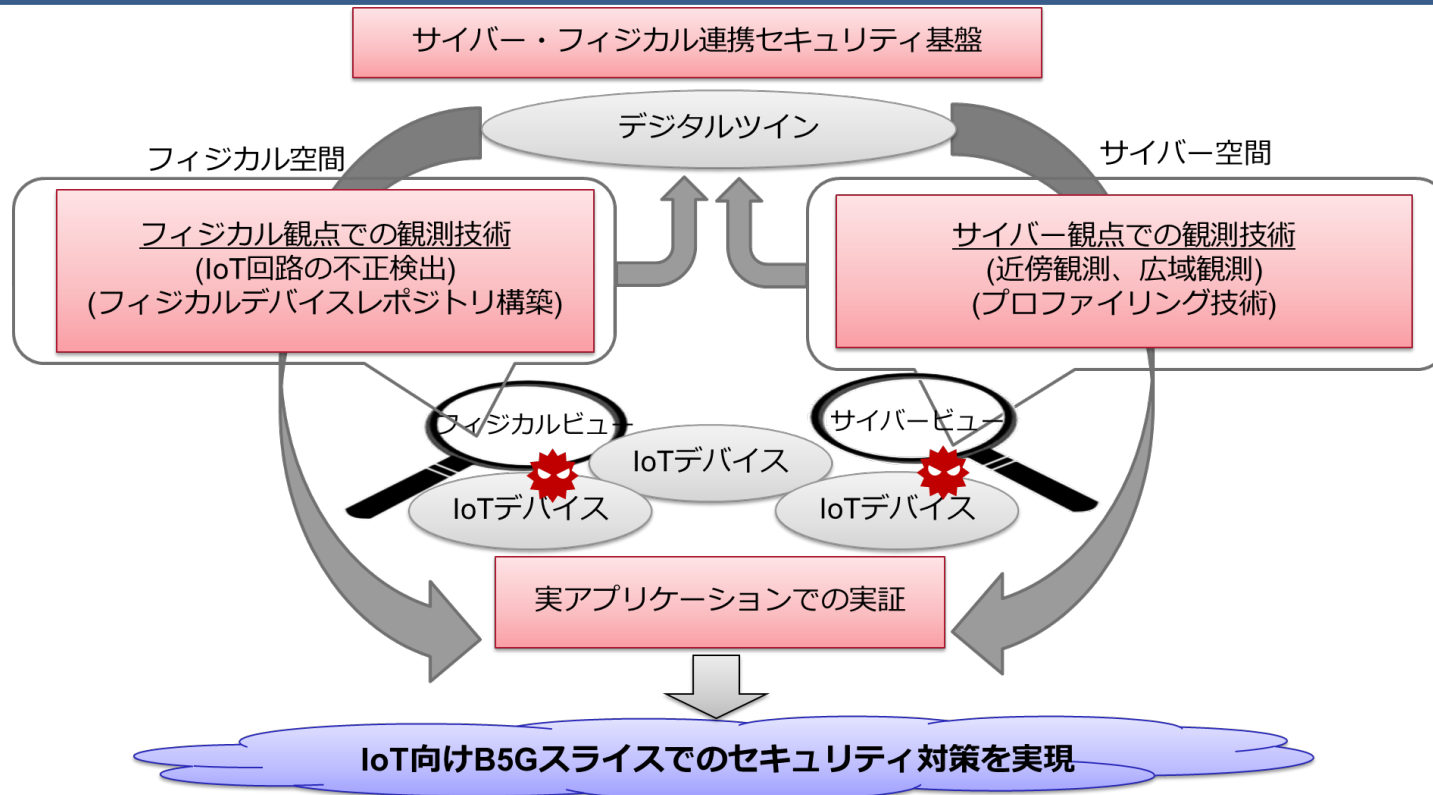 サイバー・フィジカル連携セキュリティ基盤
デジタルツイン
フィジカル空間
サイバー空間
フィジカル観点での観測技術
(IoT回路の不正検出)
(フィジカルデバイスレポジトリ構築)
サイバー観点での観測技術
(近傍観測、広域観測)
(プロファイリング技術)
フィジカルビュー
サイバービュー
IoTデバイス
IoTデバイス
IoTデバイス
実アプリケーションでの実証
IoT向けB5Gスライスでのセキュリティ対策を実現